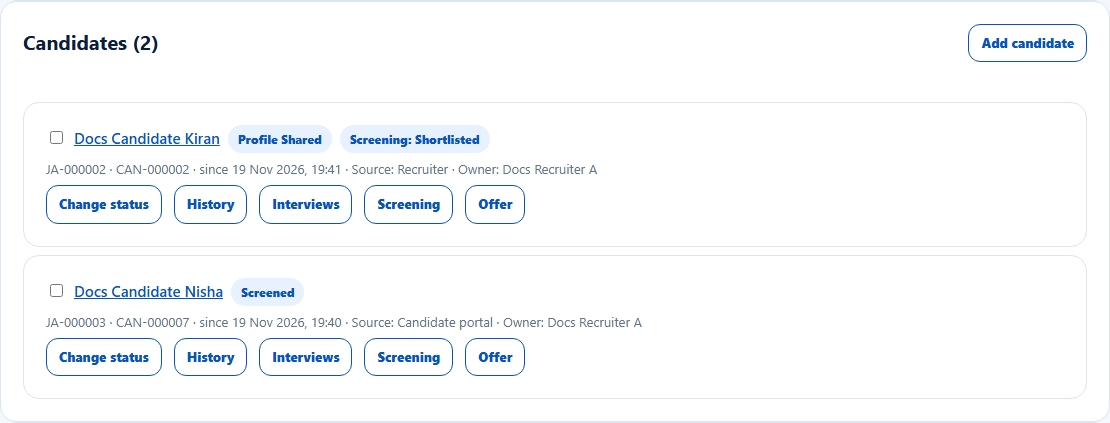 Candidates (2)
Add candidate
Docs Candidate Kiran Profile Shared Screening: Shortlisted
JA-000002 · CAN-000002 · since 19 Nov 2026, 19:41 · Source: Recruiter · Owner: Docs Recruiter A
Change status History Interviews Screening Offer
Docs Candidate Nisha Screened
JA-000003 · CAN-000007 · since 19 Nov 2026, 19:40 · Source: Candidate portal · Owner: Docs Recruiter A
Change status History Interviews Screening Offer